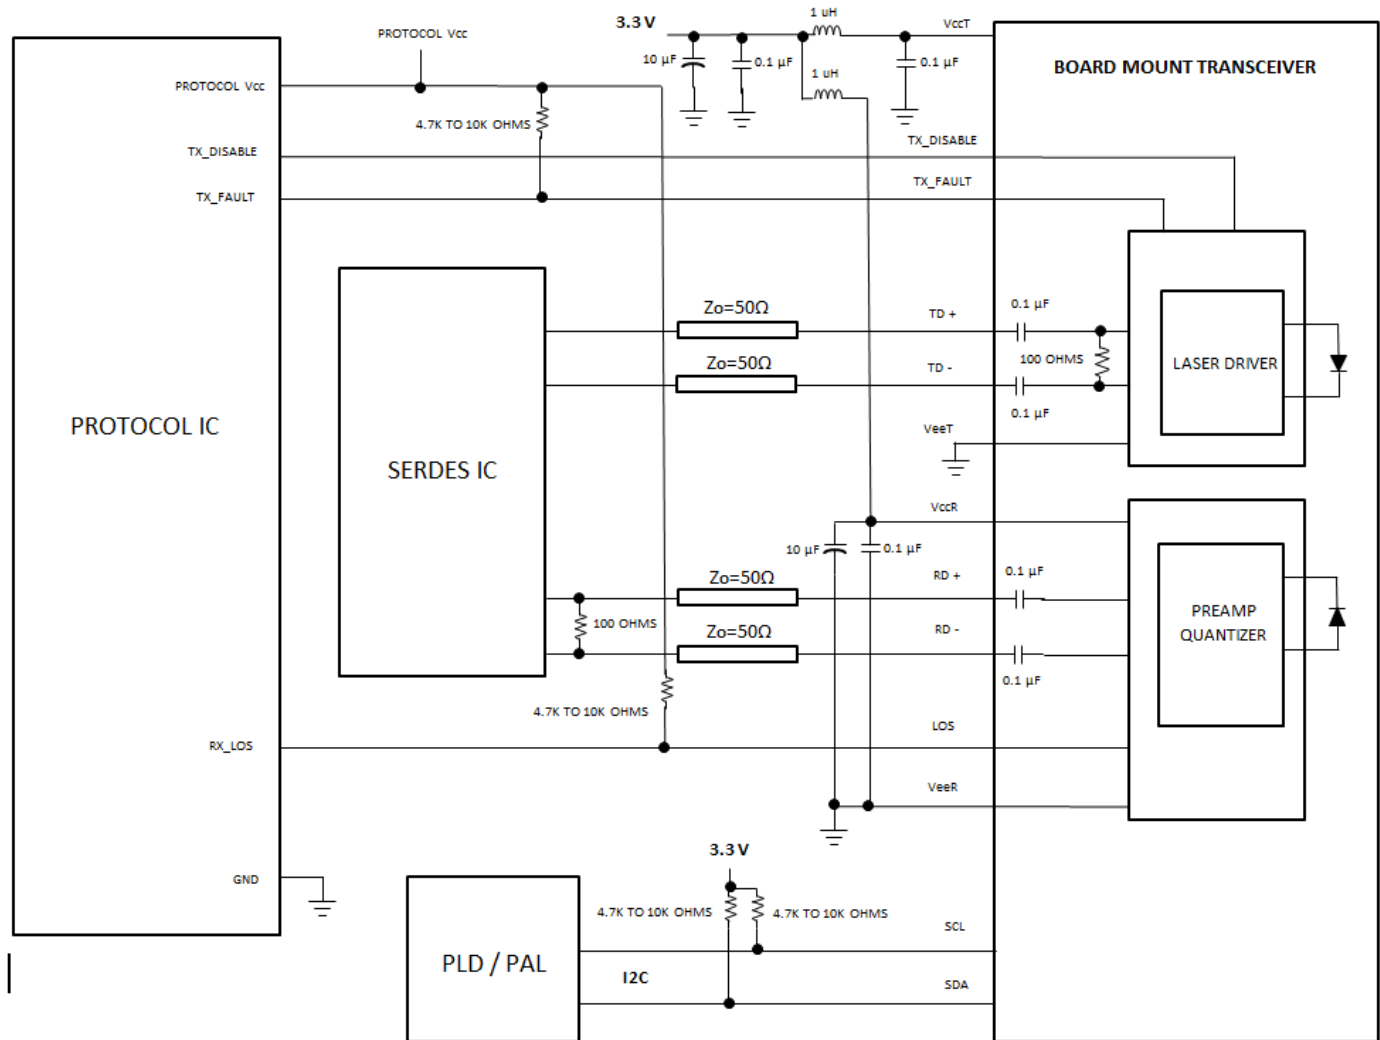 1 uH
3.3 V
VccT
PROTOCOL Vcc
10 µF
0.1 µF
0.1 µF
1 uH
BOARD MOUNT TRANSCEIVER
PROTOCOL Vcc
4.7K TO 10K OHMS
TX_DISABLE
TX_DISABLE
TX_FAULT
TX_FAULT
Zo=50Ω
TD +
0.1 µF
Zo=50Ω
TD -
100 OHMS
LASER DRIVER
0.1 µF
PROTOCOL IC
VeeT
SERDES IC
VccR
10 µF
0.1 µF
Zo=50Ω
RD +
0.1 µF
100 OHMS
Zo=50Ω
RD -
PREAMP
QUANTIZER
0.1 µF
4.7K TO 10K OHMS
RX_LOS
LOS
VeeR
3.3 V
GND
4.7K TO 10K OHMS
4.7K TO 10K OHMS
SCL
PLD / PAL
I2C
SDA